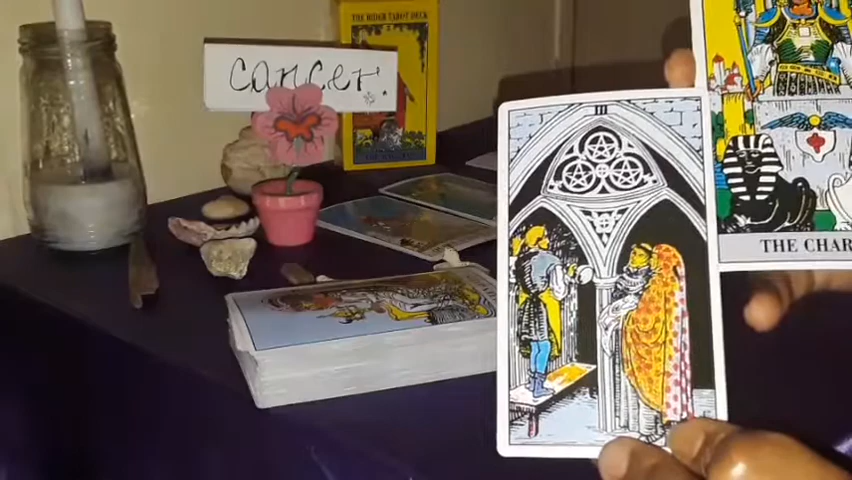 THE RIDER TAROT DECK
Cancer
III
THE CHAR